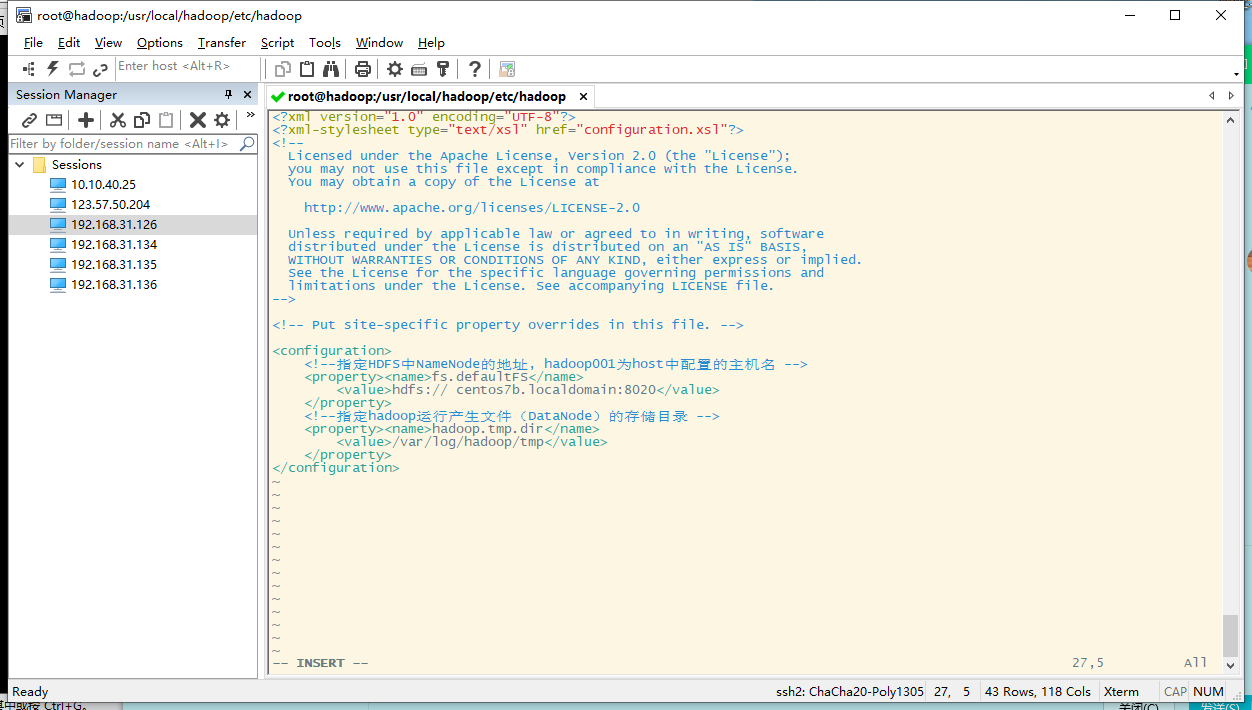 root@hadoop:/usr/local/hadoop/etc/hadoop
File Edit View Options Transfer Script Tools Window Help
Enter host <Alt+R>
Session Manager
root@hadoop:/usr/local/hadoop/etc/hadoop
Filter by folder/session name <Alt+I>
Sessions
10.10.40.25
123.57.50.204
192.168.31.126
192.168.31.134
192.168.31.135
192.168.31.136
<?xml version="1.0" encoding="UTF-8"?>
<?xml-stylesheet type="text/xsl" href="configuration.xsl"?>
<!--
Licensed under the Apache License, Version 2.0 (the "License");
you may not use this file except in compliance with the License.
You may obtain a copy of the License at
http://www.apache.org/licenses/LICENSE-2.0
Unless required by applicable law or agreed to in writing, software
distributed under the License is distributed on an "AS IS" BASIS,
WITHOUT WARRANTIES OR CONDITIONS OF ANY KIND, either express or implied.
See the License for the specific language governing permissions and
limitations under the License. See accompanying LICENSE file.
-->
<!-- Put site-specific property overrides in this file. -->
<configuration>
<!--指定HDFS中NameNode的地址，hadoop001为host中配置的主机名 -->
<property><name>fs.defaultFS</name>
<value>hdfs:// centos7b.localdomain:8020</value>
</property>
<!--指定hadoop运行产生文件（DataNode）的存储目录 -->
<property><name>hadoop.tmp.dir</name>
<value>/var/log/hadoop/tmp</value>
</property>
</configuration>
~
~
~
~
~
~
~
~
~
~
~
~
~
~
-- INSERT -- 27,5 All
Ready ssh2: ChaCha20-Poly1305 27, 5 43 Rows, 118 Cols Xterm CAP NUM
或按 Ctrl+G。 关闭(C) 发送(S)